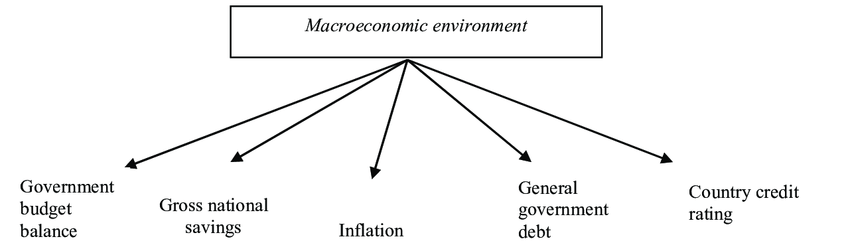 Macroeconomic environment
Government
budget
balance
Gross national
savings
Inflation
General
government
debt
Country credit
rating